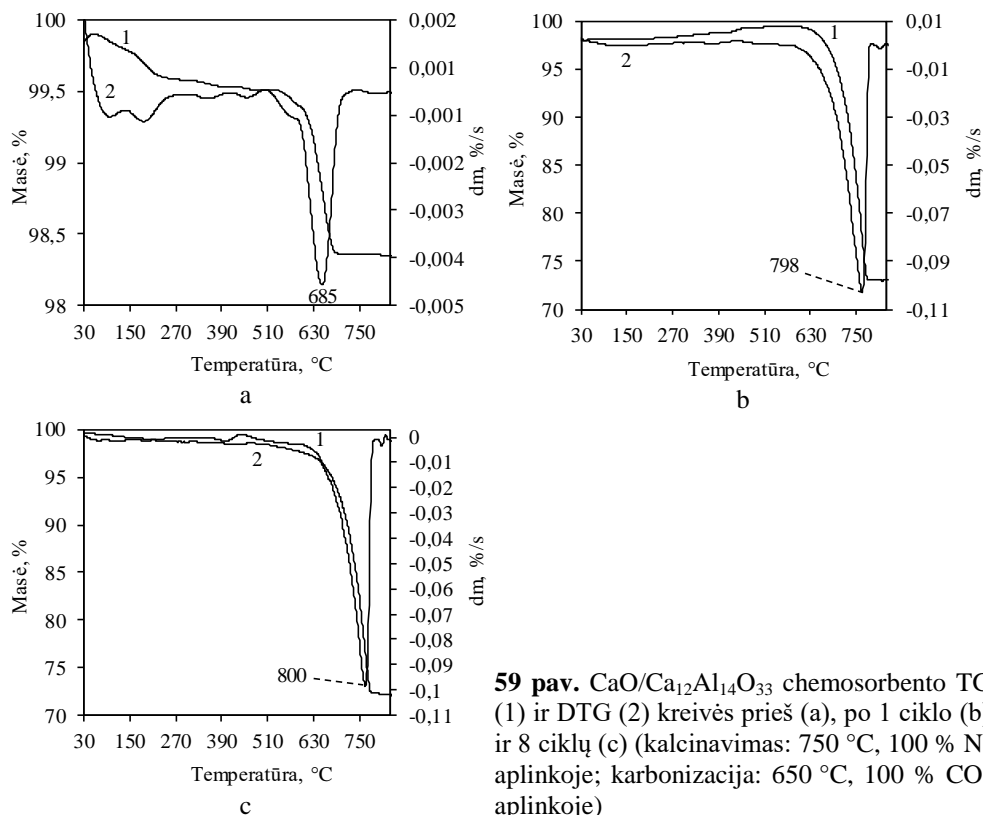 100
99,5
99
98,5
98
Masė, %
0,002
0,001
-0,001
-0,002
-0,003
-0,004
-0,005
dm, %/s
1
2
685
30 150 270 390 510 630 750
Temperatūra, °C
a
100
95
90
85
80
75
70
Masė, %
0,01
-0,01
-0,03
-0,05
-0,07
-0,09
-0,11
dm, %/s
1
2
798
30 150 270 390 510 630 750
Temperatūra, °C
b
100
95
90
85
80
75
70
Masė, %
0
-0,01
-0,02
-0,03
-0,04
-0,05
-0,06
-0,07
-0,08
-0,09
-0,1
-0,11
dm, %/s
1
2
800
30 150 270 390 510 630 750
Temperatūra, °C
c
59 pav. CaO/Ca₁₂Al₁₄O₃₃ chemosorbento TG
(1) ir DTG (2) kreivės prieš (a), po 1 ciklo (b)
ir 8 ciklų (c) (kalcinavimas: 750 °C, 100 % N
aplinkoje; karbonizacija: 650 °C, 100 % CO
aplinkoje)